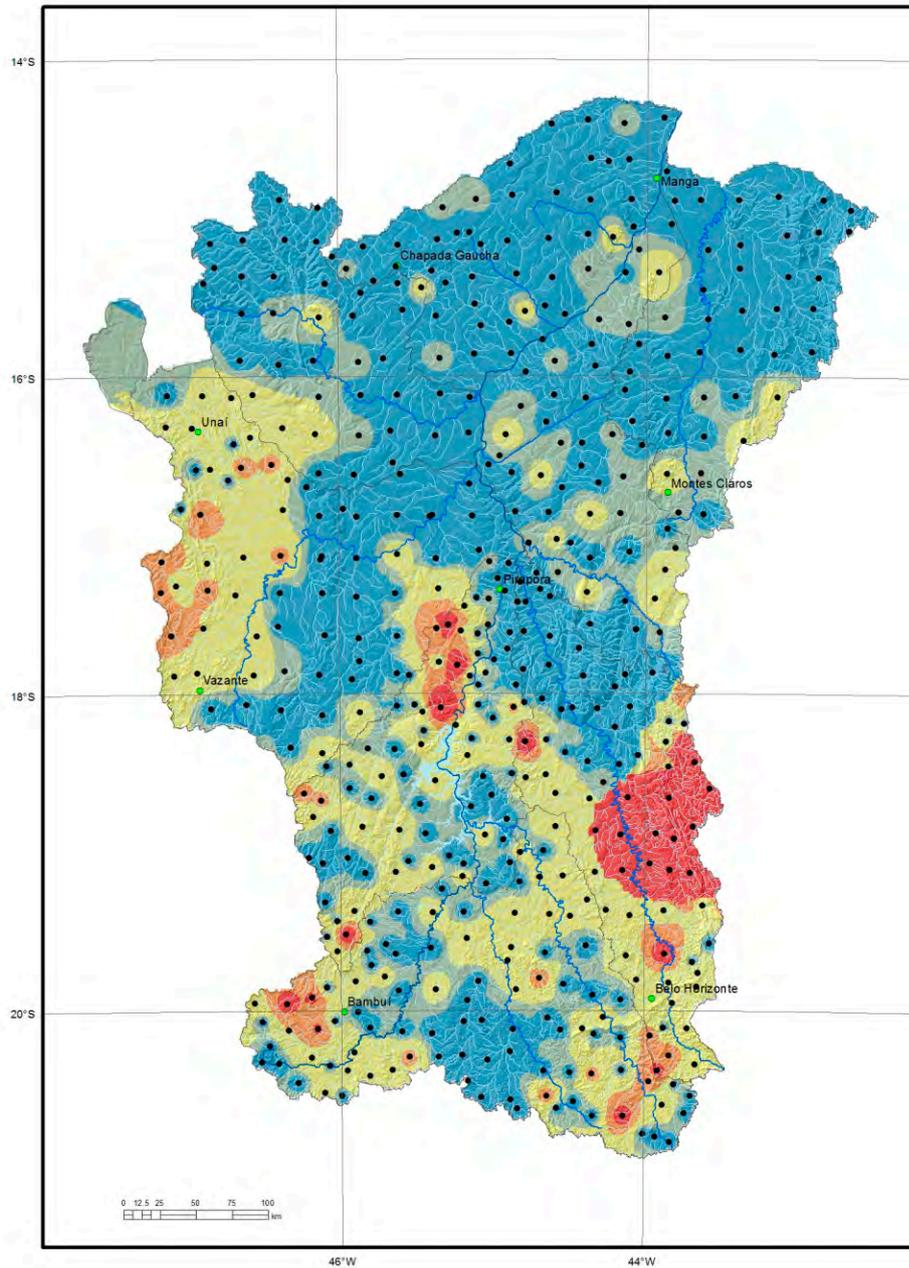 14°S
Manga
Chapada Gaucha
16°S
Unaí
Montes Claros
Pirapora
Vazante
18°S
Belo Horizonte
Bambuí
20°S
0 12.5 25 50 75 100
km
46°W 44°W